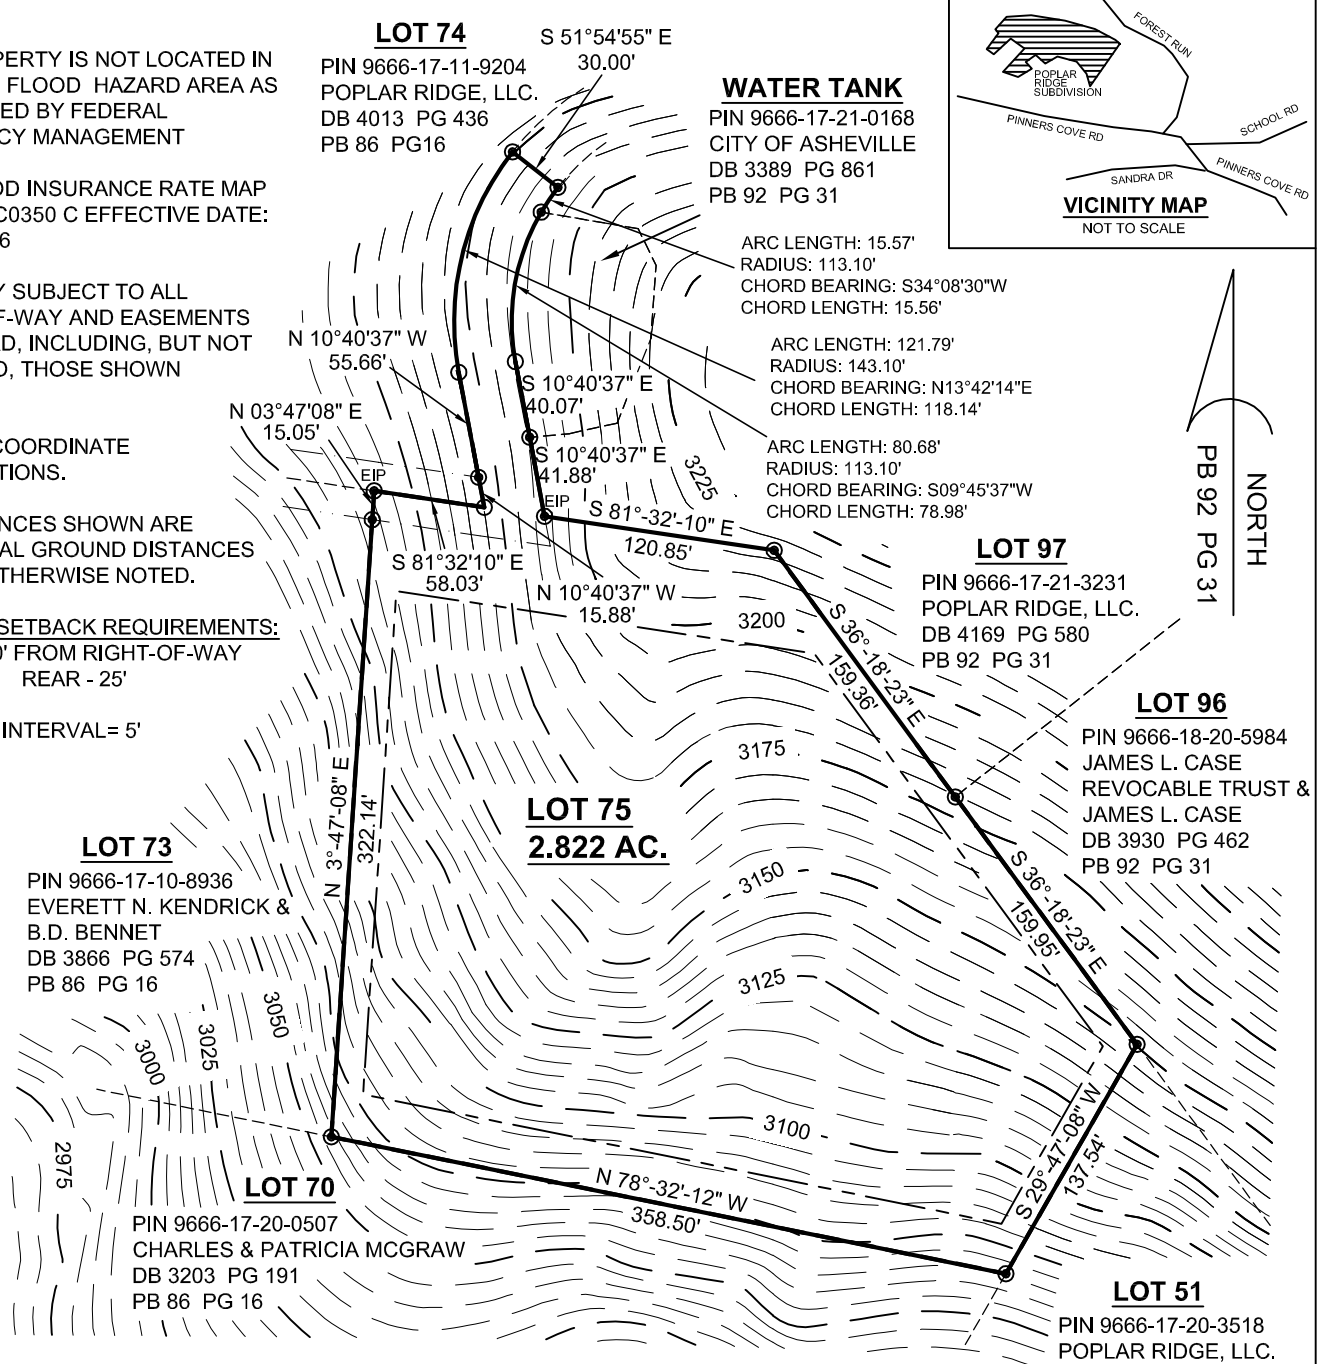 PERTY IS NOT LOCATED IN
FLOOD HAZARD AREA AS
ED BY FEDERAL
CY MANAGEMENT
OD INSURANCE RATE MAP
C0350 C EFFECTIVE DATE:
6
Y SUBJECT TO ALL
F-WAY AND EASEMENTS
D, INCLUDING, BUT NOT
D, THOSE SHOWN
COORDINATE
TIONS.
NCES SHOWN ARE
AL GROUND DISTANCES
THERWISE NOTED.
SETBACK REQUIREMENTS:
0' FROM RIGHT-OF-WAY
REAR - 25'
INTERVAL= 5'
LOT 74
PIN 9666-17-11-9204
POPLAR RIDGE, LLC.
DB 4013 PG 436
PB 86 PG16
S 51°54'55" E
30.00'
WATER TANK
PIN 9666-17-21-0168
CITY OF ASHEVILLE
DB 3389 PG 861
PB 92 PG 31
FOREST RUN
POPLAR
RIDGE
SUBDIVISION
PINNERS COVE RD
SCHOOL RD
SANDRA DR
PINNERS COVE RD
VICINITY MAP
NOT TO SCALE
ARC LENGTH: 15.57'
RADIUS: 113.10'
CHORD BEARING: S34°08'30"W
CHORD LENGTH: 15.56'
ARC LENGTH: 121.79'
RADIUS: 143.10'
CHORD BEARING: N13°42'14"E
CHORD LENGTH: 118.14'
ARC LENGTH: 80.68'
RADIUS: 113.10'
CHORD BEARING: S09°45'37"W
CHORD LENGTH: 78.98'
NORTH
PB 92 PG 31
N 10°40'37" W
55.66'
S 10°40'37" E
40.07'
N 03°47'08" E
15.05'
S 10°40'37" E
41.88'
EIP
EIP
S 81°-32'-10" E
120.85'
3225
S 81°32'10" E
58.03'
N 10°40'37" W
15.88'
3200
LOT 97
PIN 9666-17-21-3231
POPLAR RIDGE, LLC.
DB 4169 PG 580
PB 92 PG 31
S 36°-18'-23" E
159.36'
LOT 96
PIN 9666-18-20-5984
JAMES L. CASE
REVOCABLE TRUST &
JAMES L. CASE
DB 3930 PG 462
PB 92 PG 31
3175
N 3°-47'-08" E
322.14'
LOT 75
2.822 AC.
S 36°-18'-23" E
159.95'
LOT 73
PIN 9666-17-10-8936
EVERETT N. KENDRICK &
B.D. BENNET
DB 3866 PG 574
PB 86 PG 16
3150
3125
3050
3025
3000
2975
3100
S 29°-47'-08" W
137.54'
N 78°-32'-12" W
358.50'
LOT 70
PIN 9666-17-20-0507
CHARLES & PATRICIA MCGRAW
DB 3203 PG 191
PB 86 PG 16
LOT 51
PIN 9666-17-20-3518
POPLAR RIDGE, LLC.